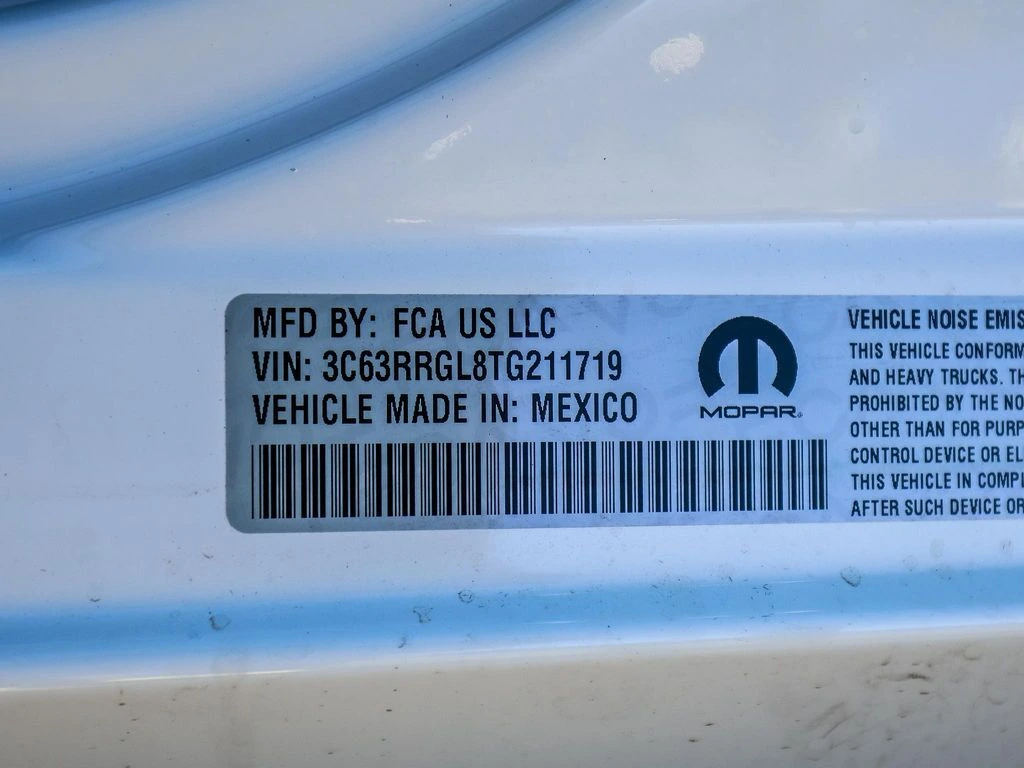 MFD BY: FCA US LLC
VIN: 3C63RRGL8TG211719
VEHICLE MADE IN: MEXICO
MOPAR®
VEHICLE NOISE EMIS
THIS VEHICLE CONFORM
AND HEAVY TRUCKS. TH
PROHIBITED BY THE NO
OTHER THAN FOR PURP
CONTROL DEVICE OR EL
THIS VEHICLE IN COMPL
AFTER SUCH DEVICE OR